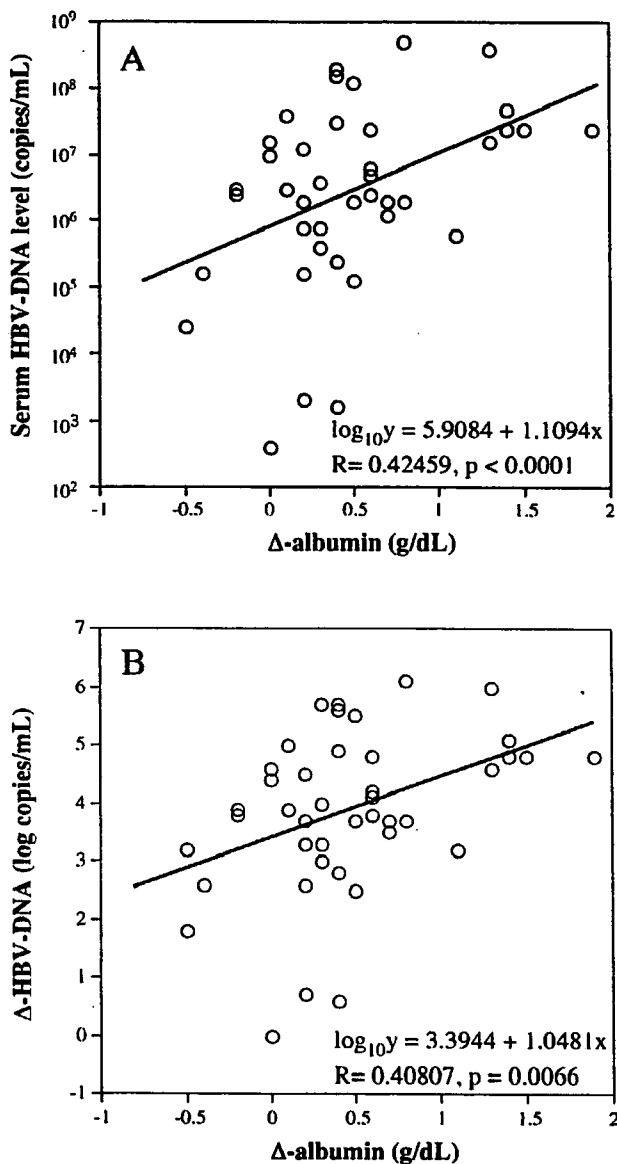 A
Serum HBV-DNA level (copies/mL)
10⁹
10⁸
10⁷
10⁶
10⁵
10⁴
10³
10²
log₁₀y = 5.9084 + 1.1094x
R= 0.42459, p < 0.0001
-1 -0.5 0 0.5 1 1.5 2
Δ-albumin (g/dL)
B
Δ-HBV-DNA (log copies/mL)
7
6
5
4
3
2
1
0
-1
log₁₀y = 3.3944 + 1.0481x
R= 0.40807, p = 0.0066
-1 -0.5 0 0.5 1 1.5 2
Δ-albumin (g/dL)